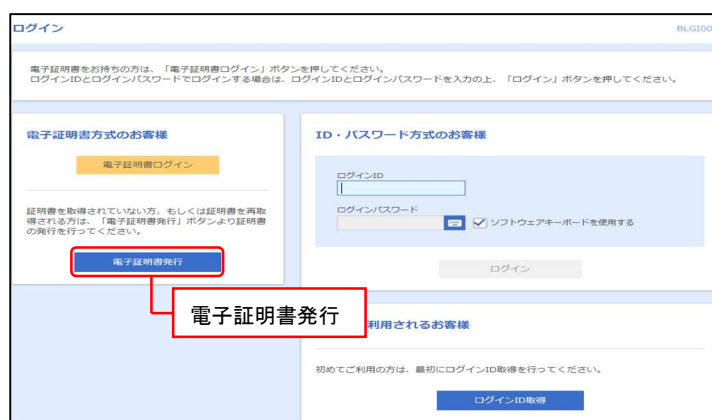 ログイン
BLGI00
電子証明書をお持ちの方は、「電子証明書ログイン」ボタンを押してください。
ログインIDとログインパスワードでログインする場合は、ログインIDとログインパスワードを入力の上、「ログイン」ボタンを押してください。
電子証明書方式のお客様
電子証明書ログイン
証明書を取得されていない方、もしくは証明書を再取
得される方は、「電子証明書発行」ボタンより証明書
の発行を行ってください。
電子証明書発行
電子証明書発行
ID・パスワード方式のお客様
ログインID
ログインパスワード
ソフトウェアキーボードを使用する
ログイン
利用されるお客様
初めてご利用の方は、最初にログインID取得を行ってください。
ログインID取得